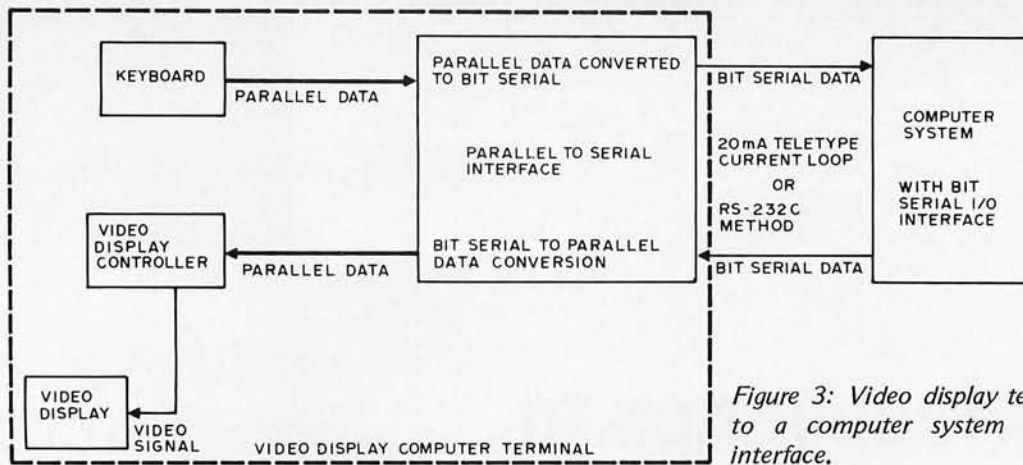 KEYBOARD
PARALLEL DATA
PARALLEL DATA CONVERTED
TO BIT SERIAL
PARALLEL TO SERIAL
INTERFACE
BIT SERIAL TO PARALLEL
DATA CONVERSION
BIT SERIAL DATA
20mA TELETYPE
CURRENT LOOP
OR
RS-232C
METHOD
BIT SERIAL DATA
COMPUTER
SYSTEM
WITH BIT
SERIAL I/O
INTERFACE
VIDEO
DISPLAY
CONTROLLER
PARALLEL DATA
VIDEO
DISPLAY
VIDEO
SIGNAL
VIDEO DISPLAY COMPUTER TERMINAL
Figure 3: Video display te
to a computer system
interface.